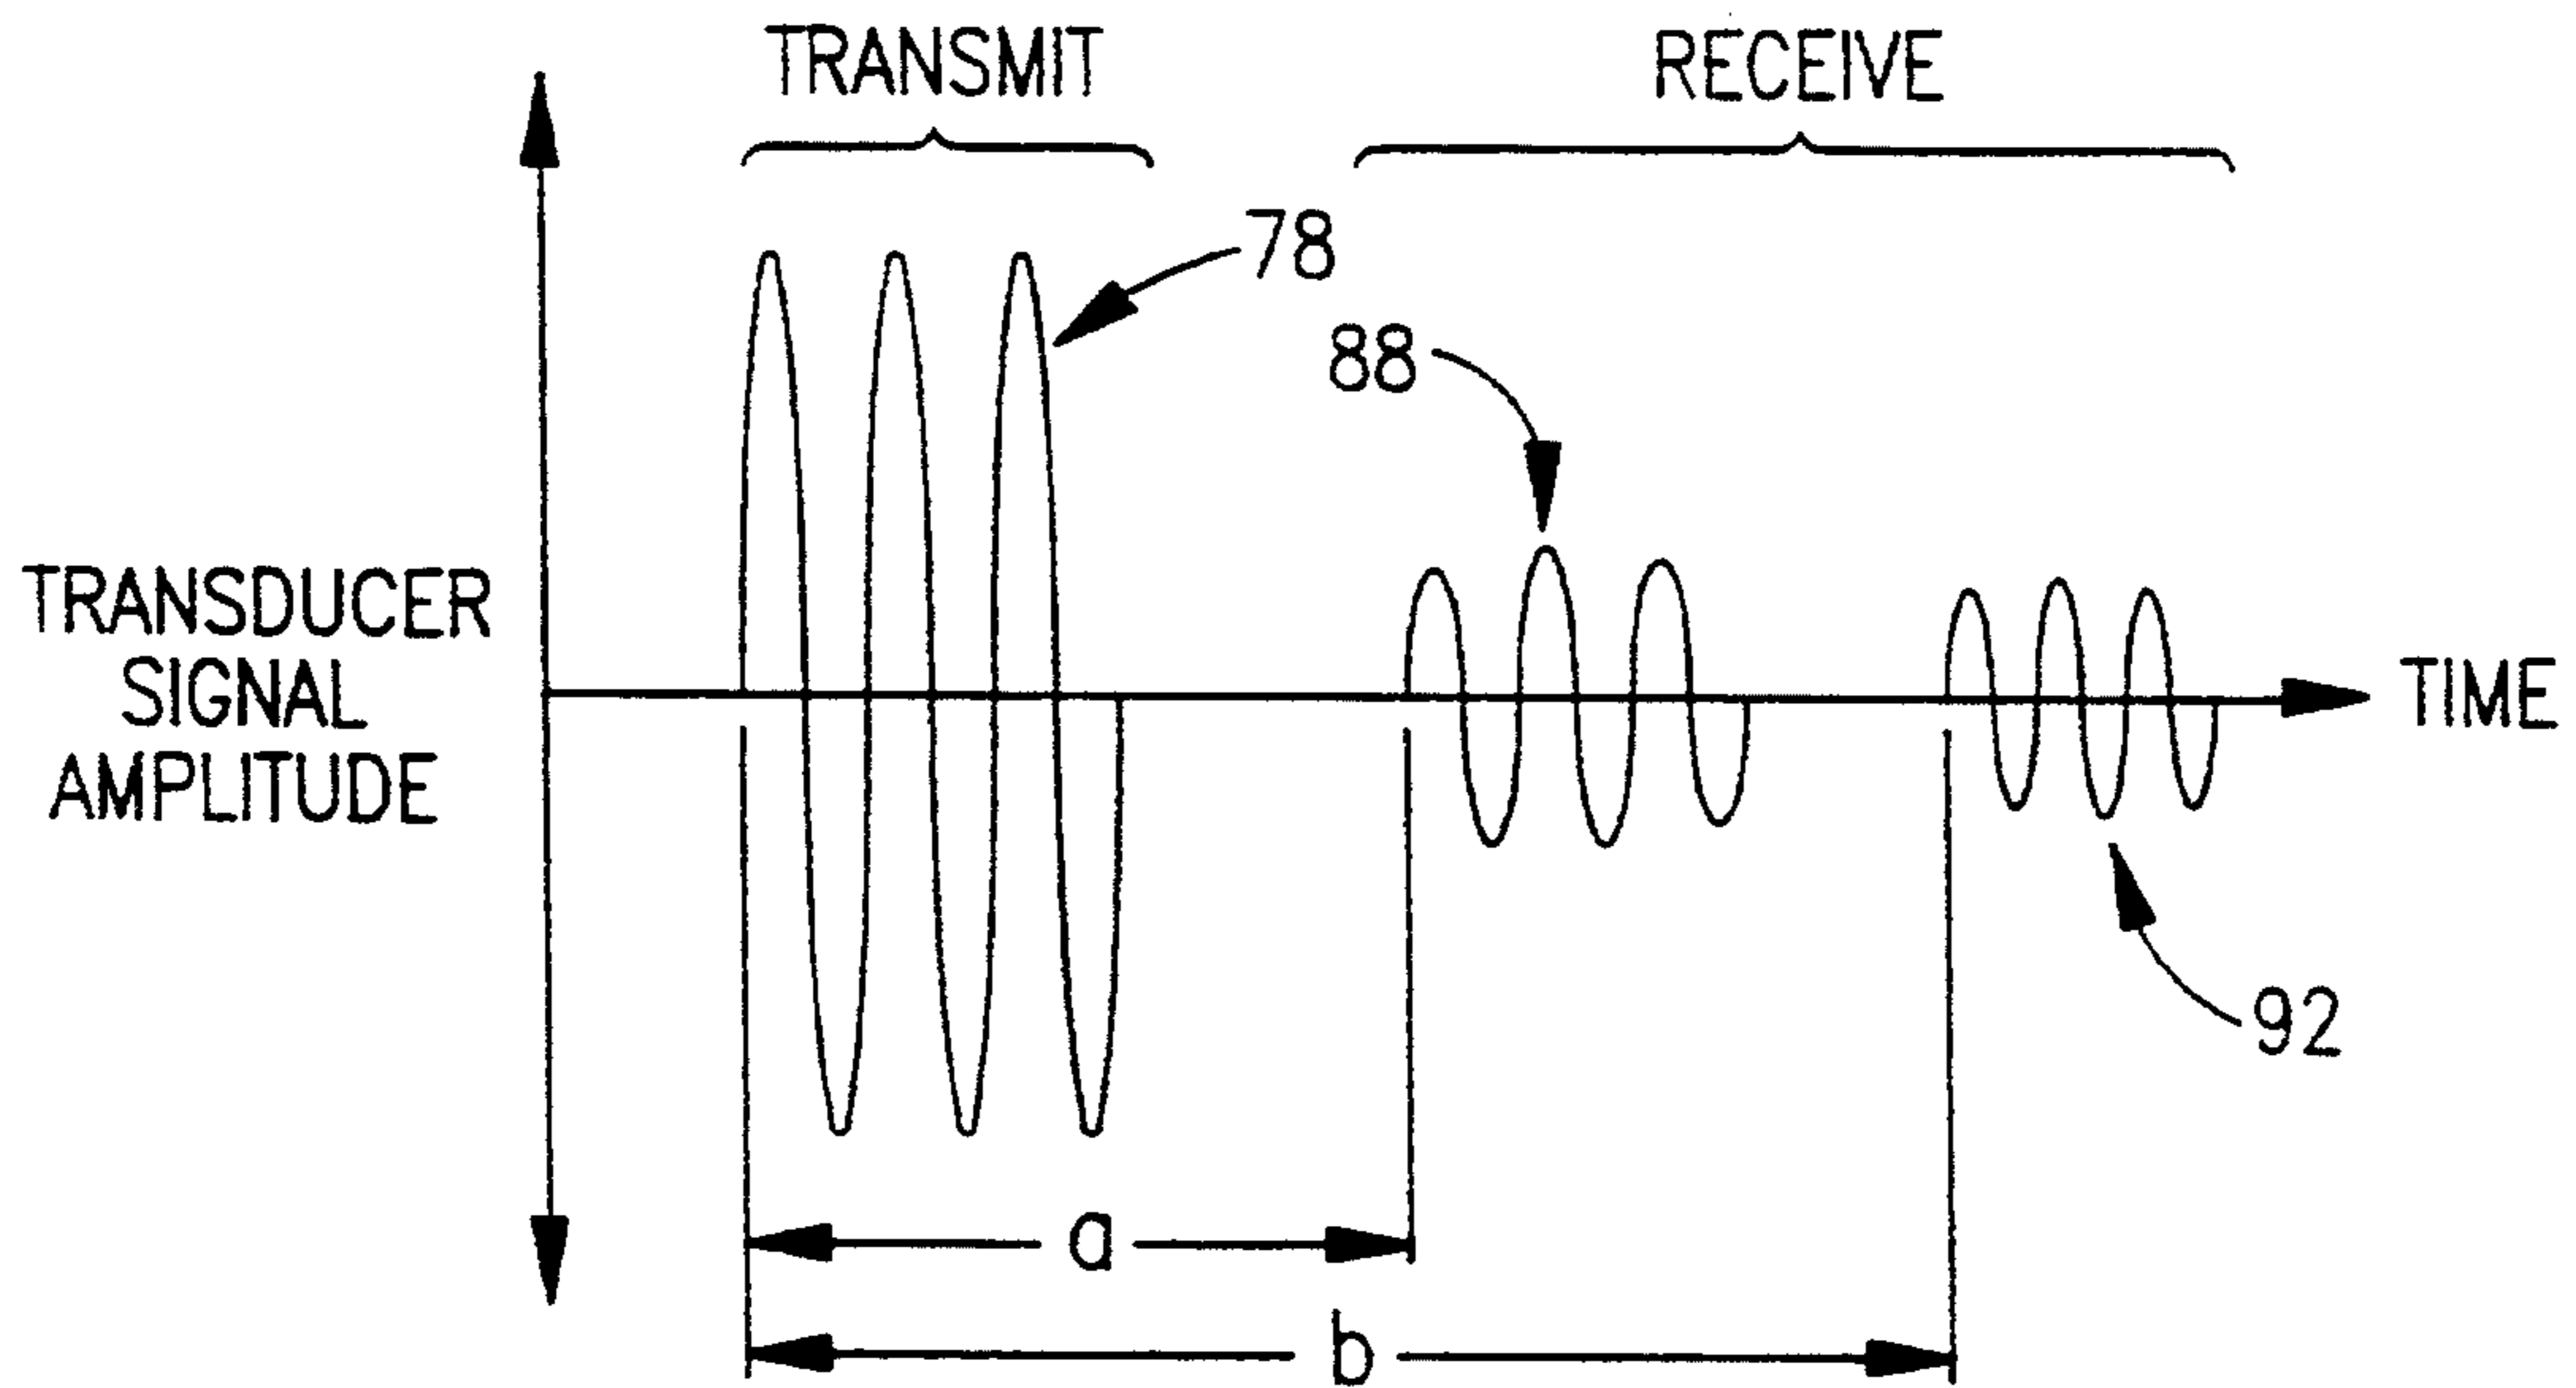 TRANSMIT
RECEIVE
78
88
TRANSDUCER
SIGNAL
AMPLITUDE
TIME
92
a
b